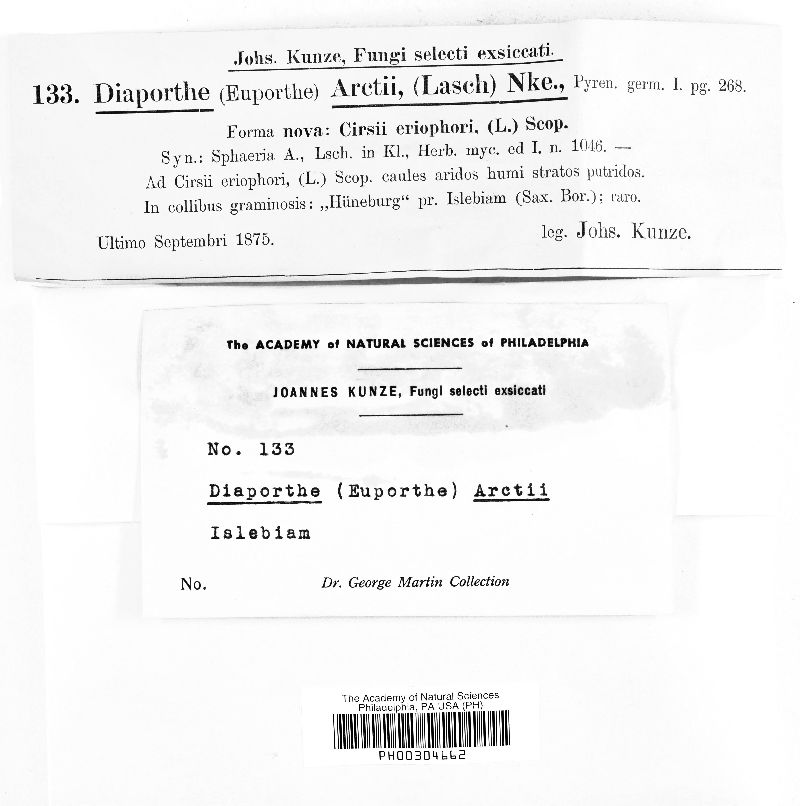 Johs. Kunze, Fungi selecti exsiccati.
133. Diaporthe (Euporthe) Arctii, (Lasch) Nke., Pyren. germ. I. pg. 268.
Forma nova: Cirsii eriophori, (L.) Scop.
Syn.: Sphaeria A., Lsch. in Kl., Herb. myc. ed I. n. 1046. —
Ad Cirsii eriophori, (L.) Scop. caules aridos humi stratos putridos.
In collibus graminosis: „Hüneburg“ pr. Islebiam (Sax. Bor.); raro.
Ultimo Septembri 1875. leg. Johs. Kunze.
The ACADEMY of NATURAL SCIENCES of PHILADELPHIA
JOANNES KUNZE, Fungi selecti exsiccati
No. 133
Diaporthe (Euporthe) Arctii
Islebiam
No. Dr. George Martin Collection
The Academy of Natural Sciences
Philadelphia, PA USA (PH)
PH00304662